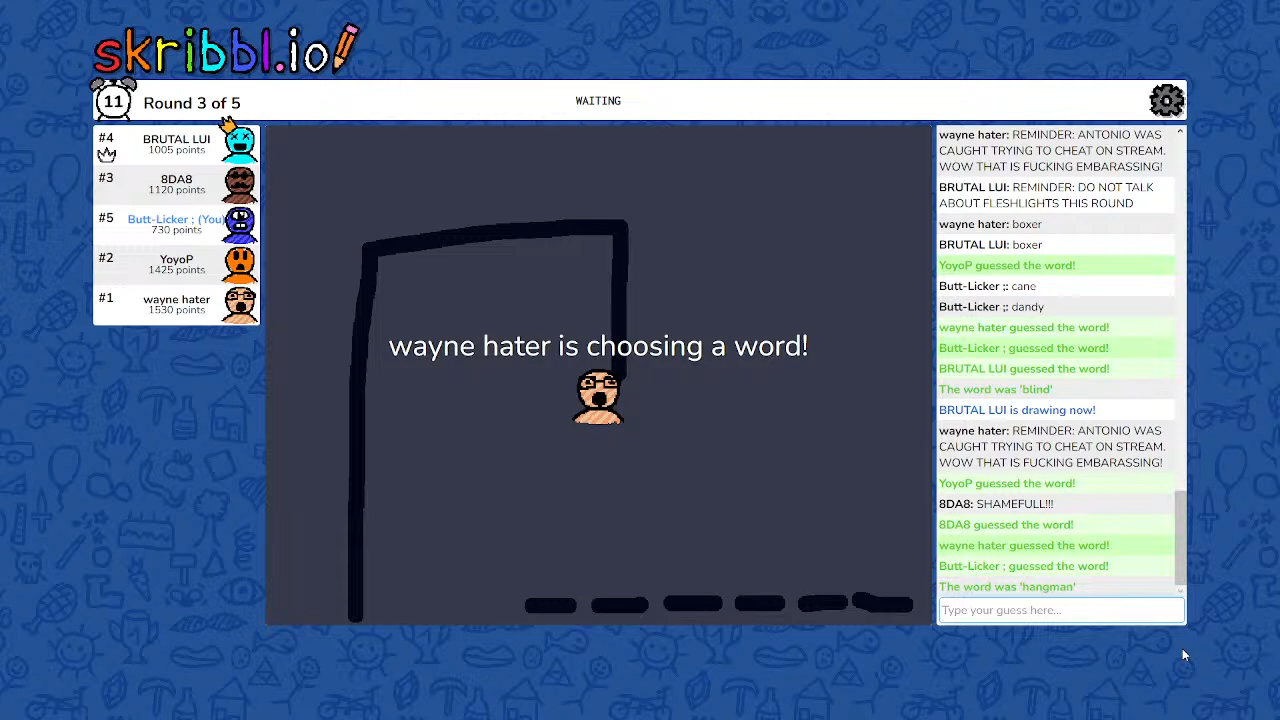 skribbl.io
11
Round 3 of 5
WAITING
#4
BRUTAL LUI
1005 points
#3
8DA8
1120 points
#5
Butt-Licker ; (You)
730 points
#2
YoyoP
1425 points
#1
wayne hater
1530 points
wayne hater is choosing a word!
wayne hater: REMINDER: ANTONIO WAS
CAUGHT TRYING TO CHEAT ON STREAM.
WOW THAT IS FUCKING EMBARASSING!
BRUTAL LUI: REMINDER: DO NOT TALK
ABOUT FLESHLIGHTS THIS ROUND
wayne hater: boxer
BRUTAL LUI: boxer
YoyoP guessed the word!
Butt-Licker ;: cane
Butt-Licker ;: dandy
wayne hater guessed the word!
Butt-Licker ; guessed the word!
BRUTAL LUI guessed the word!
The word was 'blind'
BRUTAL LUI is drawing now!
wayne hater: REMINDER: ANTONIO WAS
CAUGHT TRYING TO CHEAT ON STREAM.
WOW THAT IS FUCKING EMBARASSING!
YoyoP guessed the word!
8DA8: SHAMEFULL!!!
8DA8 guessed the word!
wayne hater guessed the word!
Butt-Licker ; guessed the word!
The word was 'hangman'
Type your guess here...